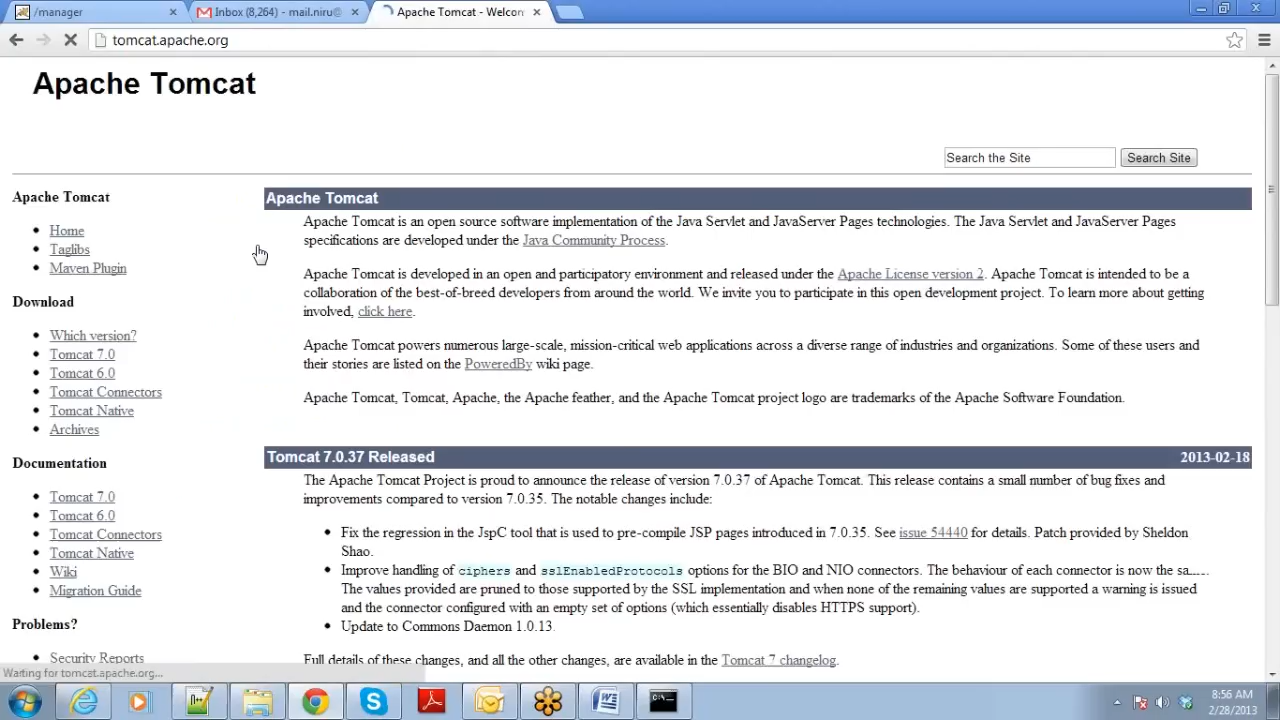 /manager
Inbox (8,264) - mail.niru@
Apache Tomcat - Welcon
tomcat.apache.org
Apache Tomcat
Search the Site
Search Site
Apache Tomcat
Home
Taglibs
Maven Plugin
Download
Which version?
Tomcat 7.0
Tomcat 6.0
Tomcat Connectors
Tomcat Native
Archives
Documentation
Tomcat 7.0
Tomcat 6.0
Tomcat Connectors
Tomcat Native
Wiki
Migration Guide
Problems?
Security Reports
Apache Tomcat
Apache Tomcat is an open source software implementation of the Java Servlet and JavaServer Pages technologies. The Java Servlet and JavaServer Pages
specifications are developed under the Java Community Process.
Apache Tomcat is developed in an open and participatory environment and released under the Apache License version 2. Apache Tomcat is intended to be a
collaboration of the best-of-breed developers from around the world. We invite you to participate in this open development project. To learn more about getting
involved, click here.
Apache Tomcat powers numerous large-scale, mission-critical web applications across a diverse range of industries and organizations. Some of these users and
their stories are listed on the PoweredBy wiki page.
Apache Tomcat, Tomcat, Apache, the Apache feather, and the Apache Tomcat project logo are trademarks of the Apache Software Foundation.
Tomcat 7.0.37 Released 2013-02-18
The Apache Tomcat Project is proud to announce the release of version 7.0.37 of Apache Tomcat. This release contains a small number of bug fixes and
improvements compared to version 7.0.35. The notable changes include:
Fix the regression in the JspC tool that is used to pre-compile JSP pages introduced in 7.0.35. See issue 54440 for details. Patch provided by Sheldon
Shao.
Improve handling of ciphers and sslEnabledProtocols options for the BIO and NIO connectors. The behaviour of each connector is now the
The values provided are pruned to those supported by the SSL implementation and when none of the remaining values are supported a warning is issued
and the connector configured with an empty set of options (which essentially disables HTTPS support).
Update to Commons Daemon 1.0.13.
Full details of these changes, and all the other changes, are available in the Tomcat 7 changelog.
Waiting for tomcat.apache.org...
8:56 AM
2/28/2013